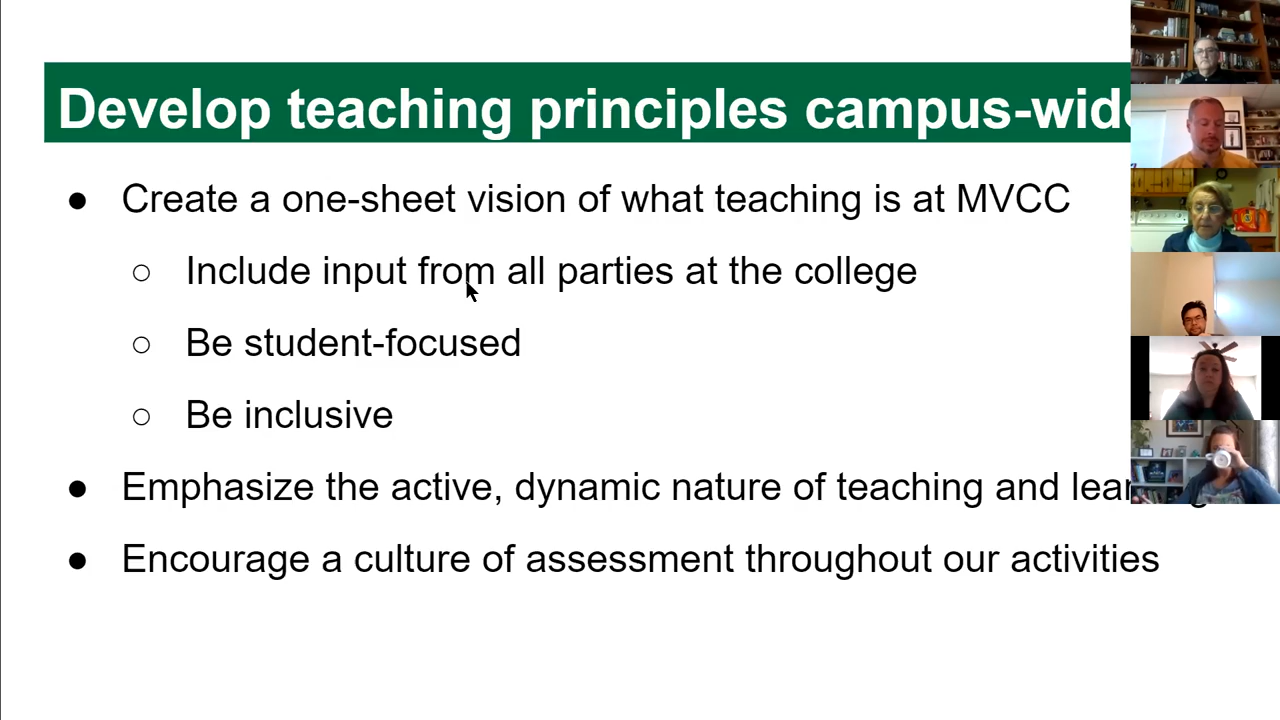 Develop teaching principles campus-wide
● Create a one-sheet vision of what teaching is at MVCC
○ Include input from all parties at the college
○ Be student-focused
○ Be inclusive
● Emphasize the active, dynamic nature of teaching and learning
● Encourage a culture of assessment throughout our activities